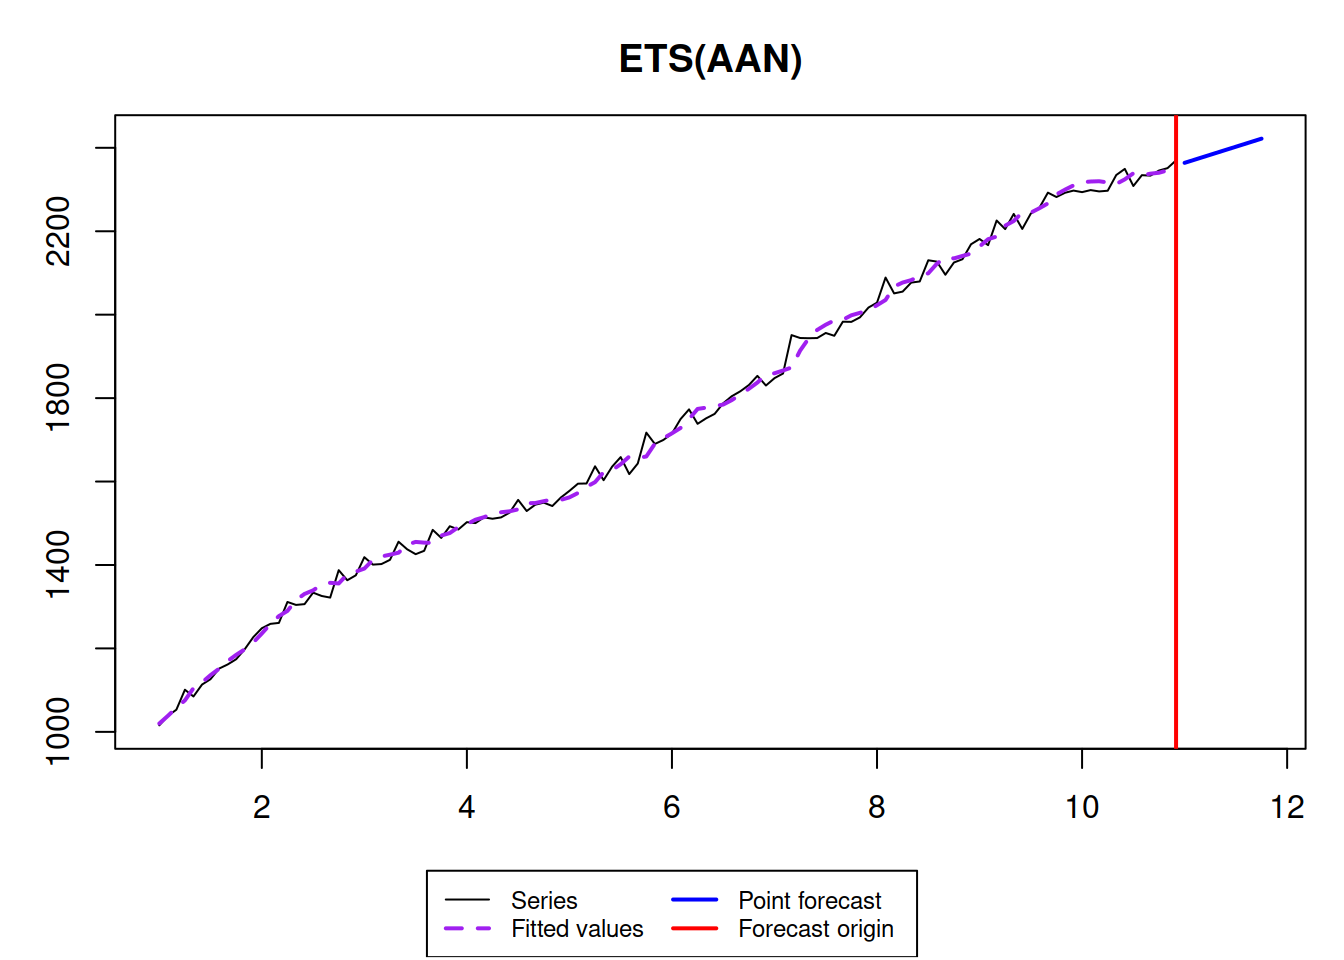 ETS(AAN)
2200
1800
1400
1000
2 4 6 8 10 12
Series Point forecast
Fitted values Forecast origin